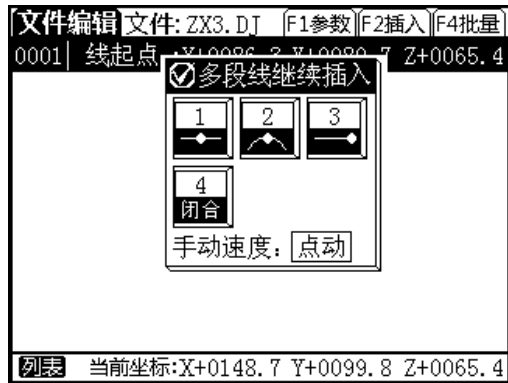 文件编辑 文件: ZX3.DJ F1参数 F2插入 F4批量
0001 线起点 Z+0065.4
多段线继续插入
1 2 3
4
闭合
手动速度: 点动
列表 当前坐标:X+0148.7 Y+0099.8 Z+0065.4